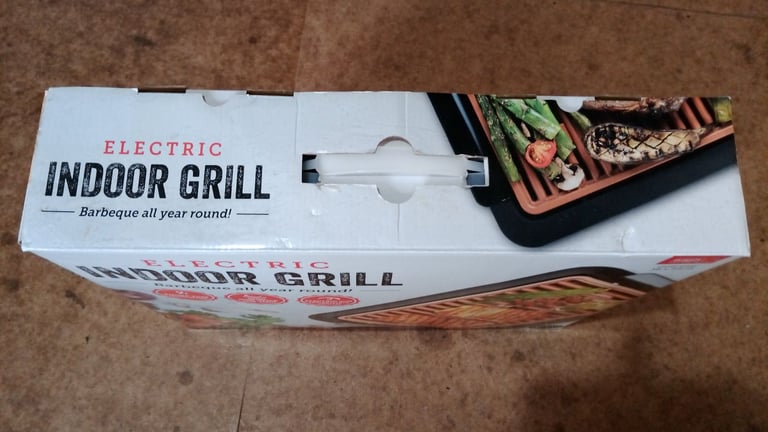 ELECTRIC
INDOOR GRILL
Barbeque all year round!
ELECTRIC
INDOOR GRILL
Barbeque all year round!